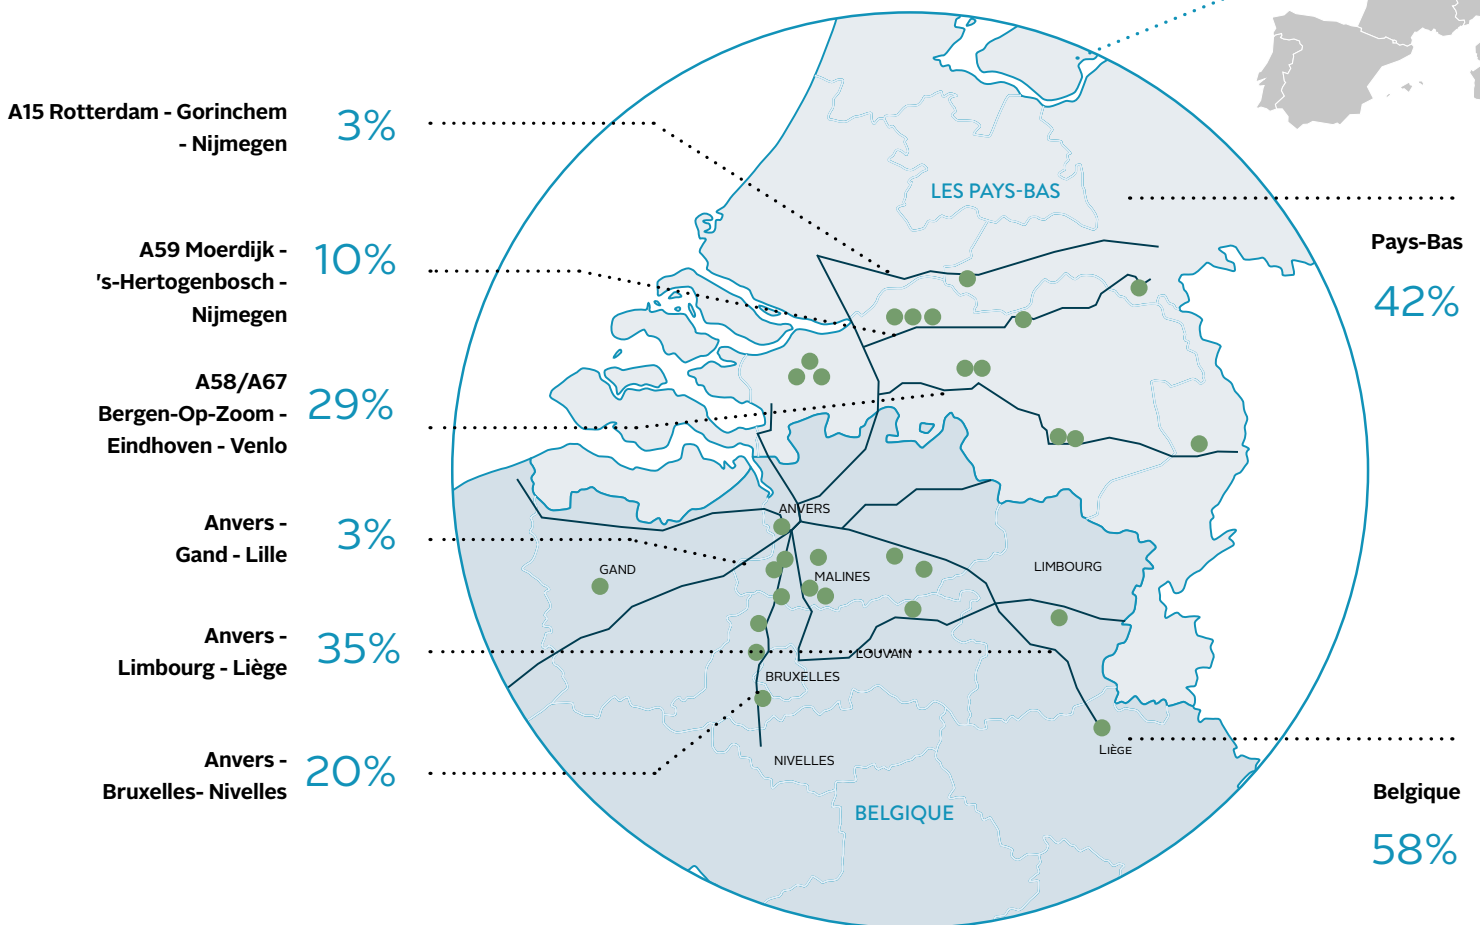 A15 Rotterdam - Gorinchem
- Nijmegen
3%
A59 Moerdijk -
's-Hertogenbosch -
Nijmegen
10%
A58/A67
Bergen-Op-Zoom -
Eindhoven - Venlo
29%
Anvers -
Gand - Lille
3%
Anvers -
Limbourg - Liège
35%
Anvers -
Bruxelles- Nivelles
20%
LES PAYS-BAS
ANVERS
GAND
MALINES
LIMBOURG
LOUVAIN
BRUXELLES
LIÈGE
NIVELLES
BELGIQUE
Pays-Bas
42%
Belgique
58%